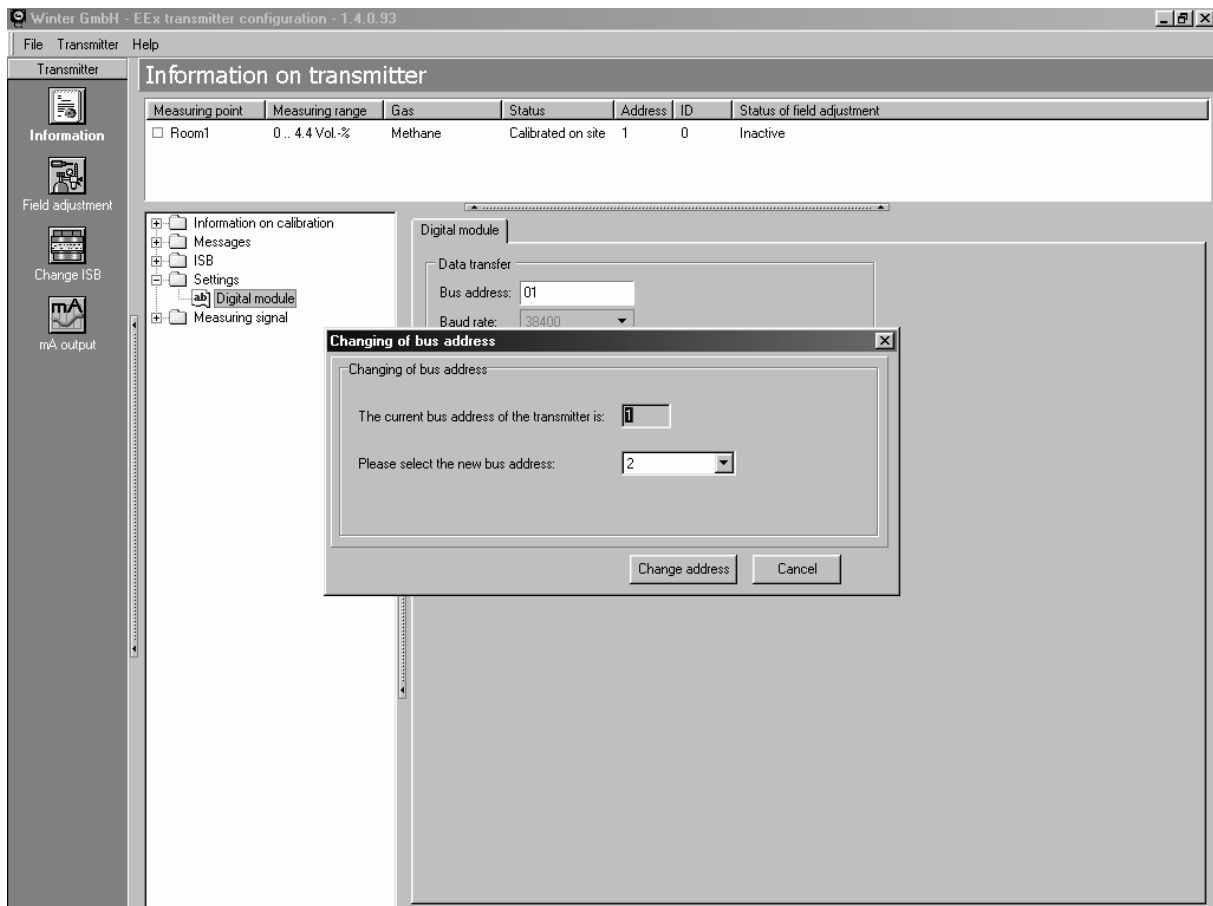 Winter GmbH - EEx transmitter configuration - 1.4.0.93
File Transmitter Help
Transmitter
Information on transmitter
Measuring point Measuring range Gas Status Address ID Status of field adjustment
Room1 0 .. 4.4 Vol.-% Methane Calibrated on site 1 0 Inactive
Information
Field adjustment
Change ISB
mA
mA output
Information on calibration
Messages
ISB
Settings
ab Digital module
Measuring signal
Digital module
Data transfer
Bus address: 01
Baud rate: 38400
Changing of bus address
Changing of bus address
The current bus address of the transmitter is: 1
Please select the new bus address: 2
Change address Cancel